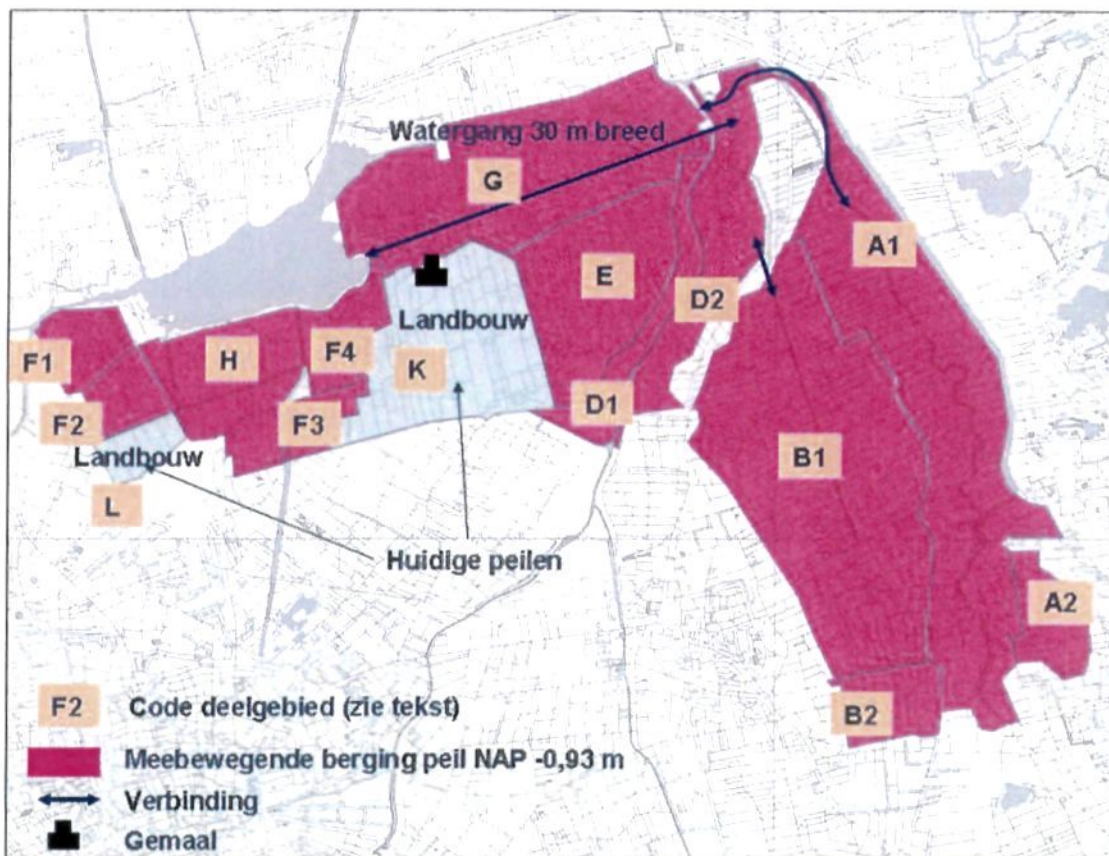 Watergang 30 m breed
G
A1
E
D2
Landbouw
F1
H
F4
K
F2
F3
D1
Landbouw
B1
L
Huidige peilen
A2
F2 Code deelgebied (zie tekst)
B2
Meebewegende berging peil NAP -0,93 m
Verbinding
Gemaal